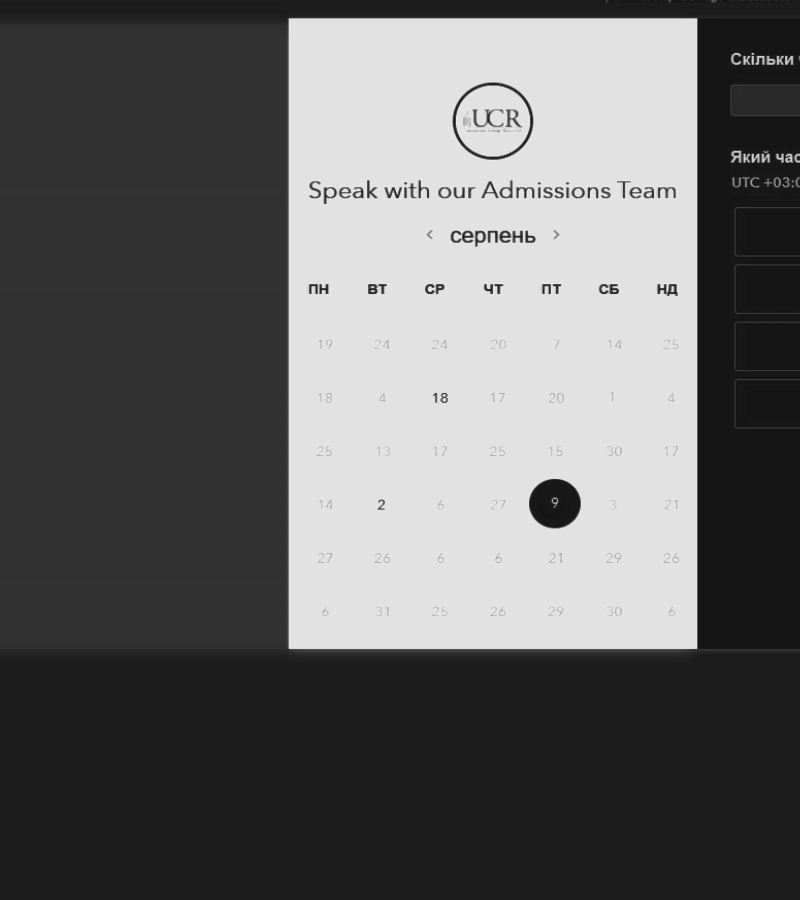 UCR
Speak with our Admissions Team
< серпень >
ПН ВТ СР ЧТ ПТ СБ НД
19 24 24 20 7 14 25
18 4 18 17 20 1 4
25 13 17 25 15 30 17
14 2 6 27 9 3 21
27 26 6 6 21 29 26
6 31 25 26 29 30 6
Скільки
Який час
UTC +03:0